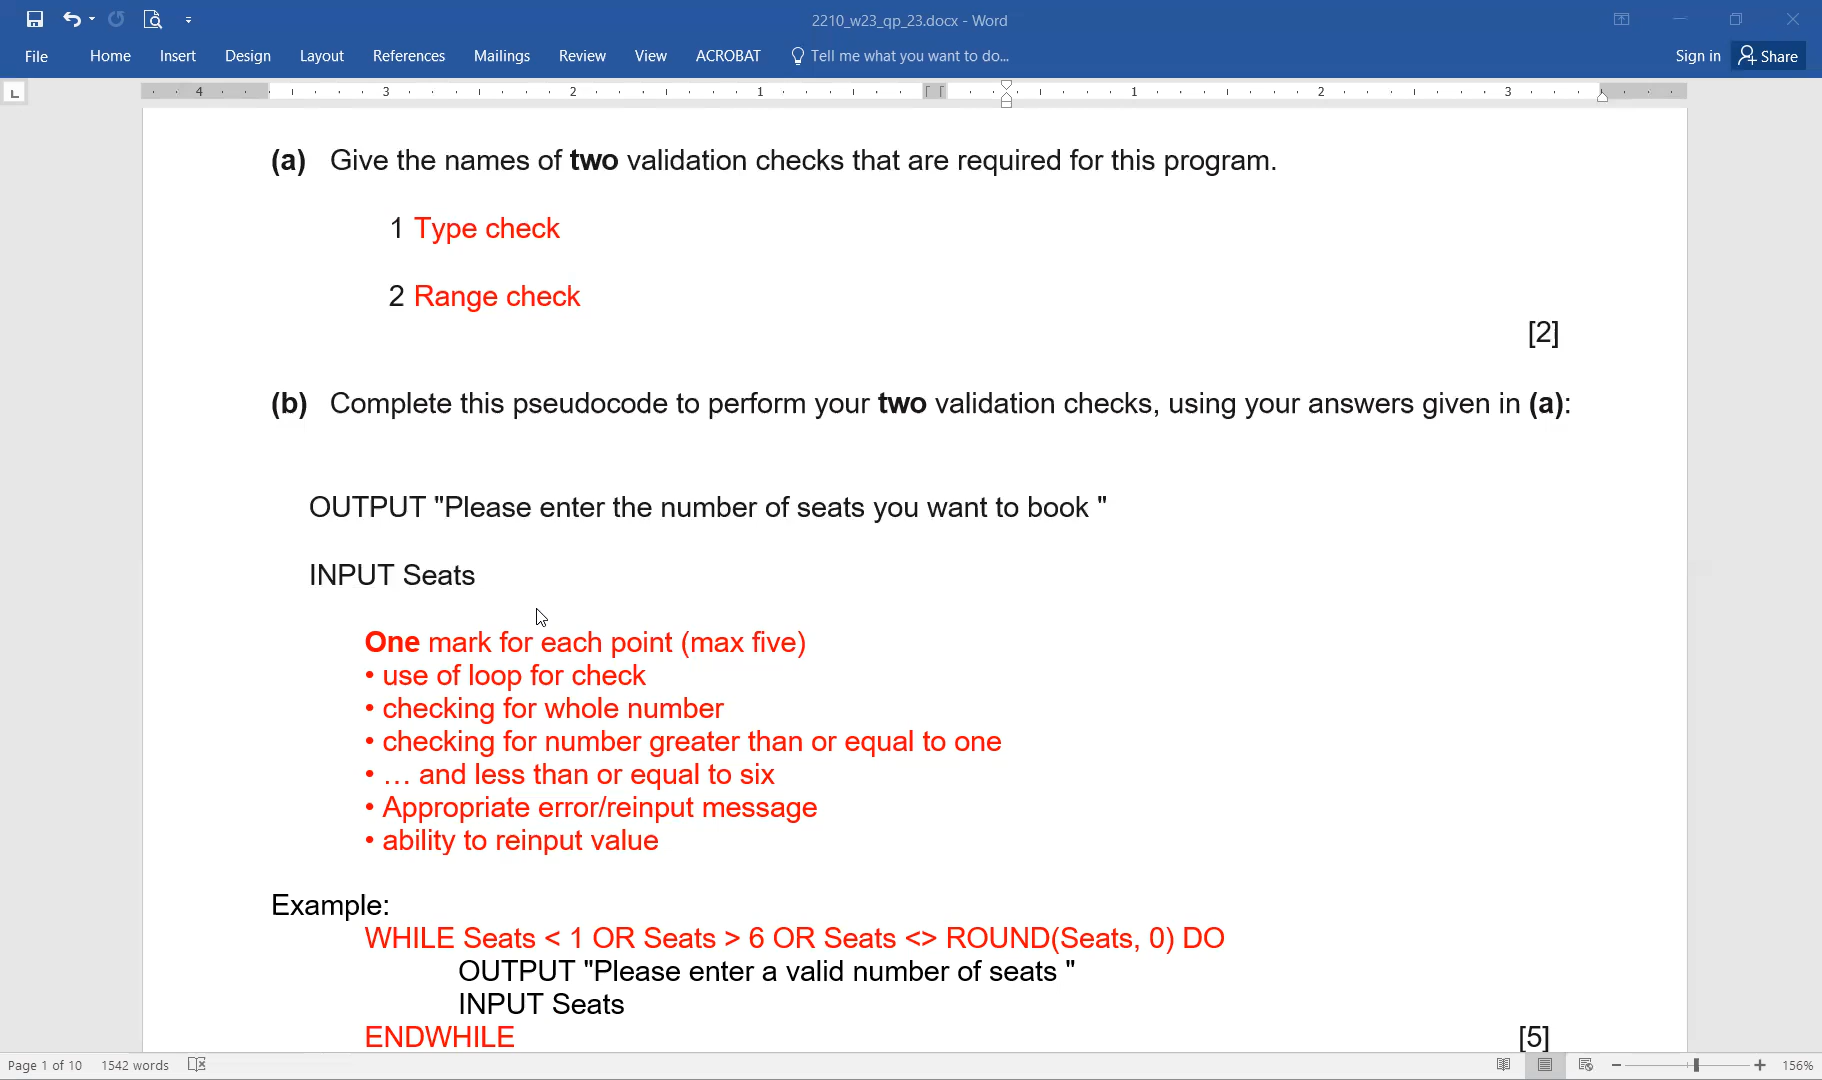 2210_w23_qp_23.docx - Word
File Home Insert Design Layout References Mailings Review View ACROBAT Tell me what you want to do... Sign in Share
L 4 3 2 1 1 2 3
(a) Give the names of two validation checks that are required for this program.
1 Type check
2 Range check
[2]
(b) Complete this pseudocode to perform your two validation checks, using your answers given in (a):
OUTPUT "Please enter the number of seats you want to book "
INPUT Seats
One mark for each point (max five)
• use of loop for check
• checking for whole number
• checking for number greater than or equal to one
• … and less than or equal to six
• Appropriate error/reinput message
• ability to reinput value
Example:
WHILE Seats < 1 OR Seats > 6 OR Seats <> ROUND(Seats, 0) DO
OUTPUT "Please enter a valid number of seats "
INPUT Seats
ENDWHILE [5]
Page 1 of 10 1542 words 156%